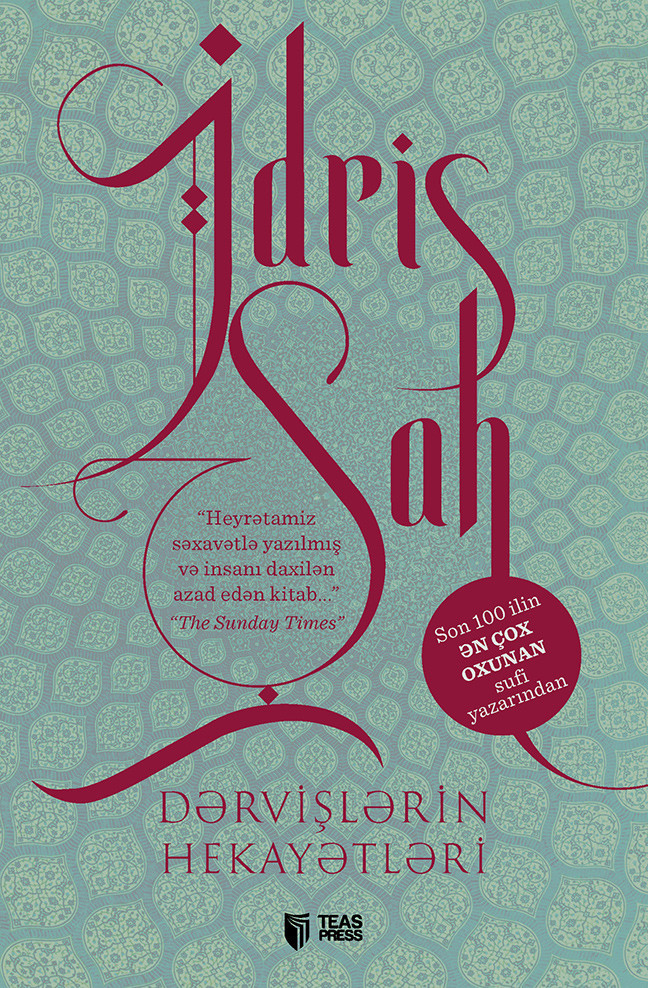 İdris
Şah
“Heyrətamiz
səxavətlə yazılmış
və insanı daxilən
azad edən kitab...”
“The Sunday Times”
Son 100 ilin
ƏN ÇOX
OXUNAN
sufi
yazarından
DƏRVİŞLƏRİN
HEKAYƏTLƏRİ
TEAS
PRESS